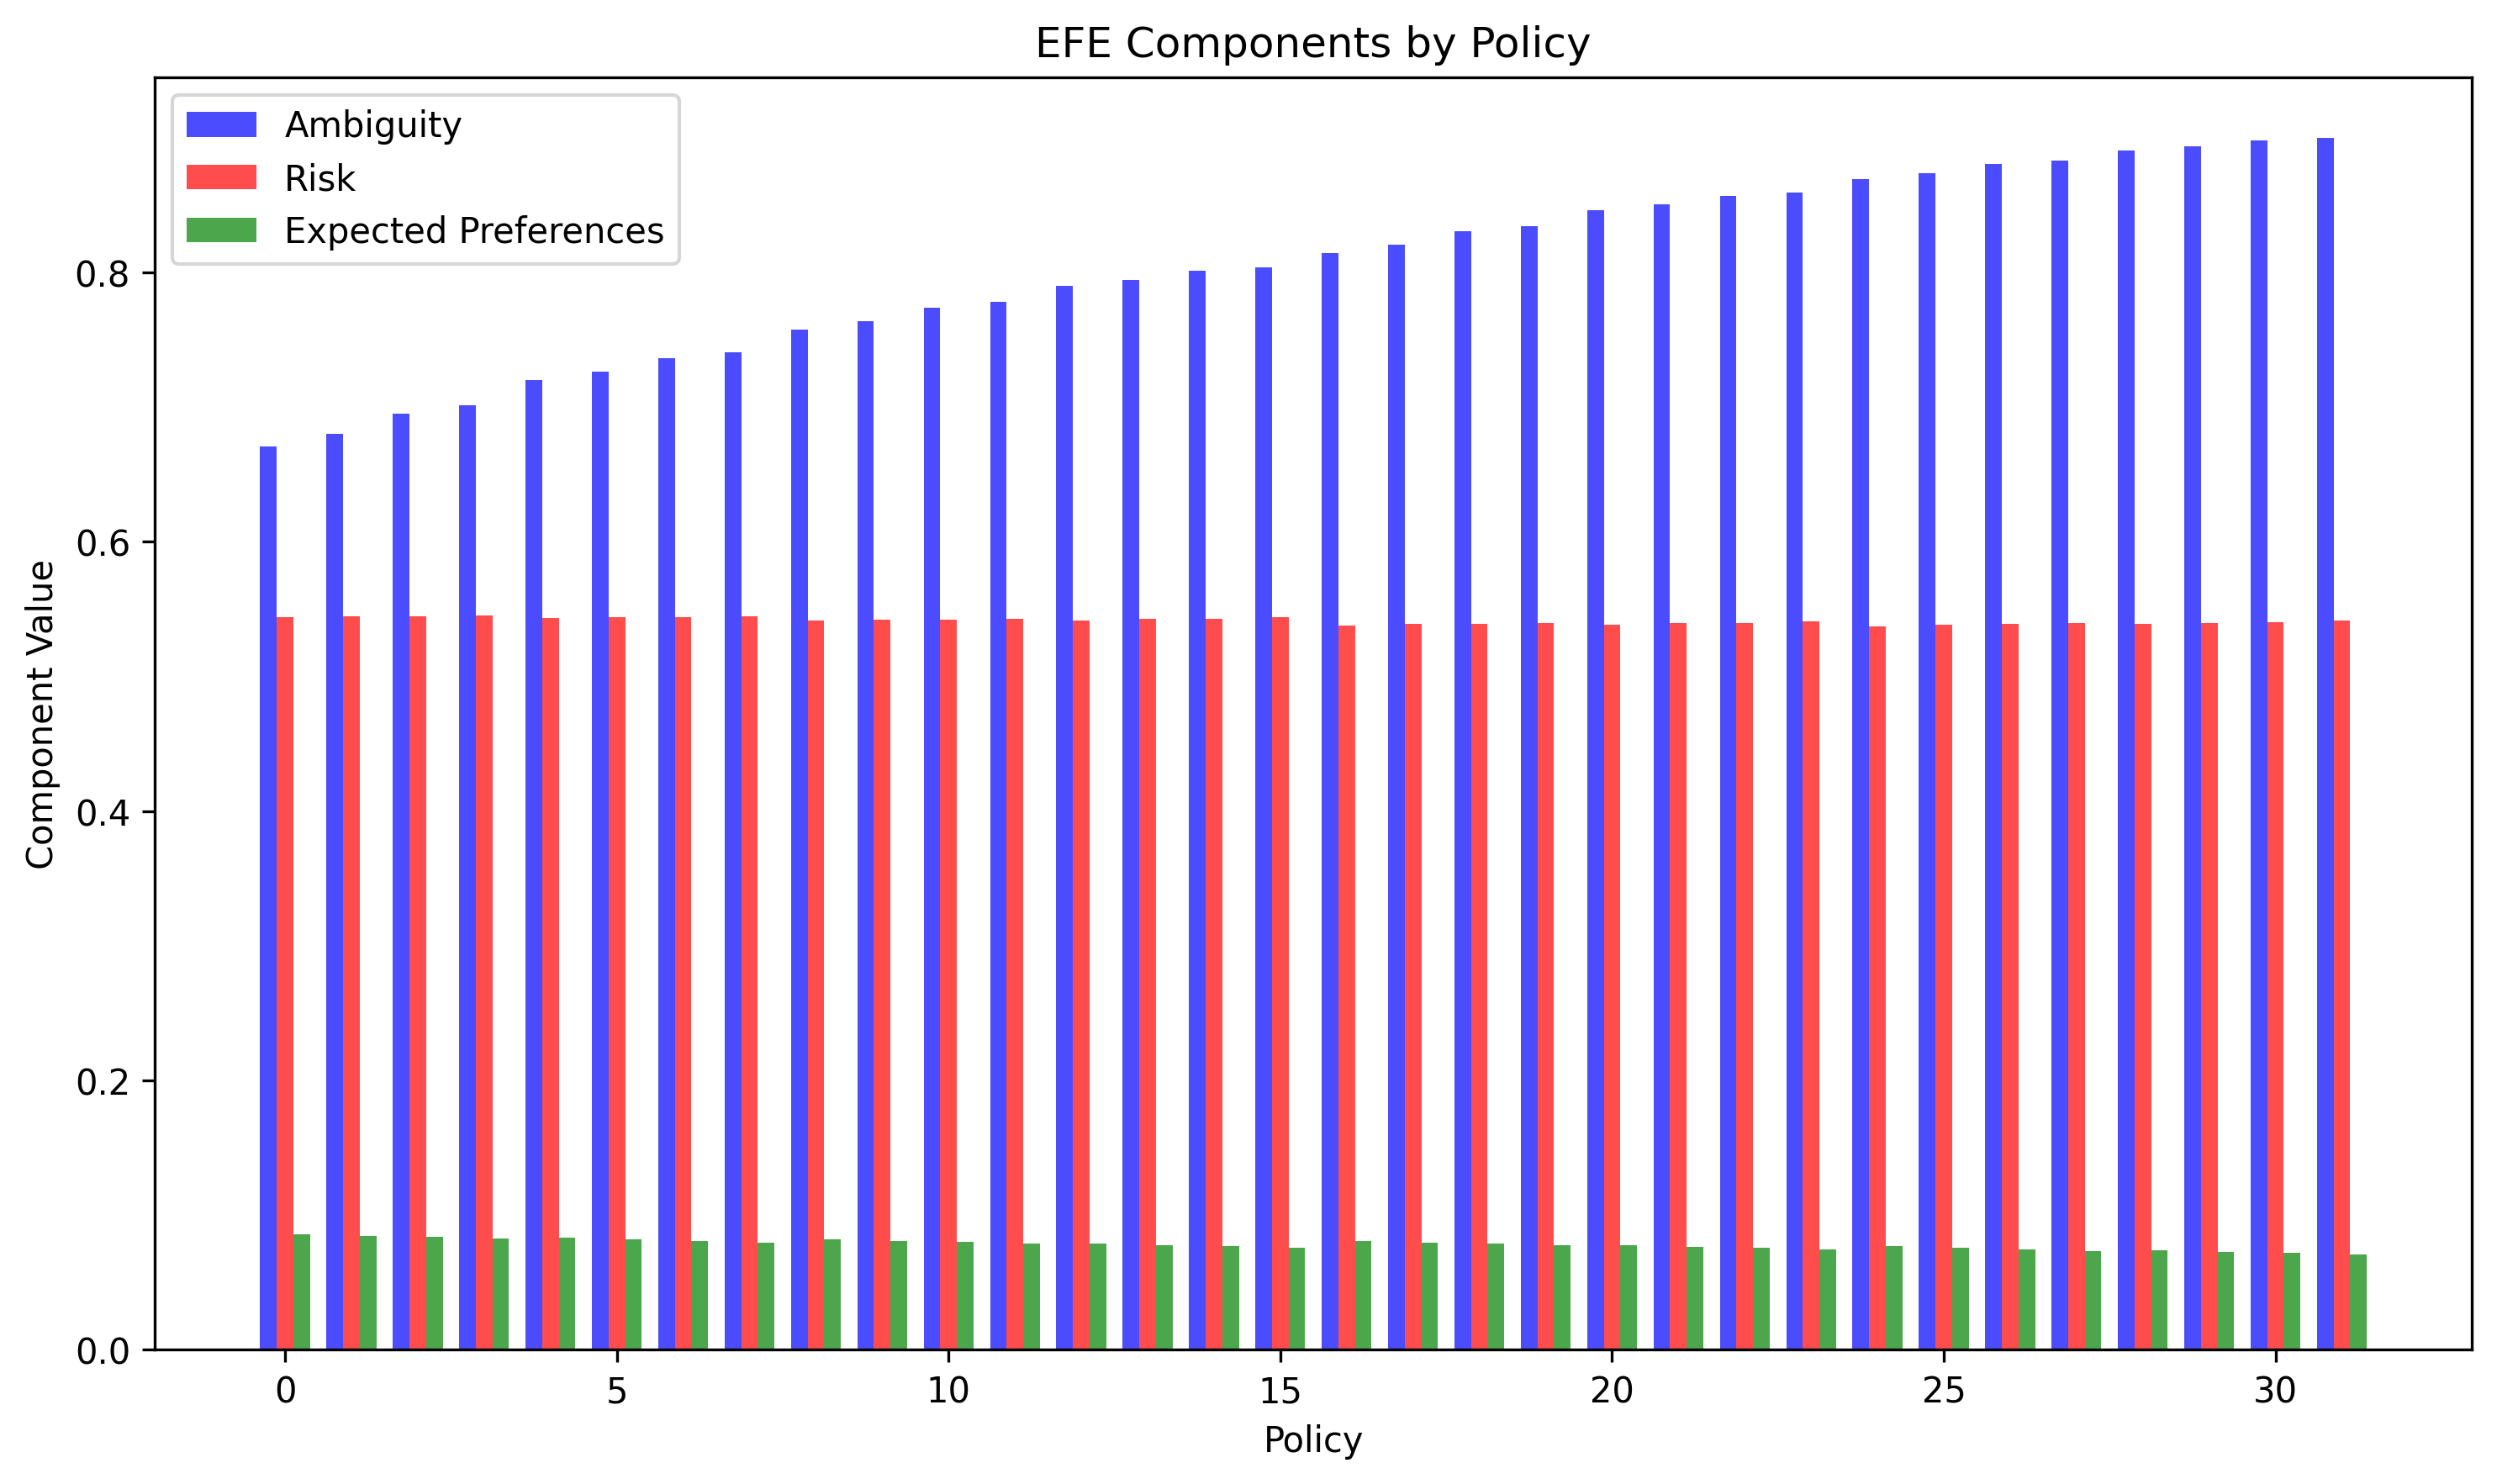 EFE Components by Policy
Ambiguity
Risk
Expected Preferences
Component Value
0.8
0.6
0.4
0.2
0.0
0 5 10 15 20 25 30
Policy